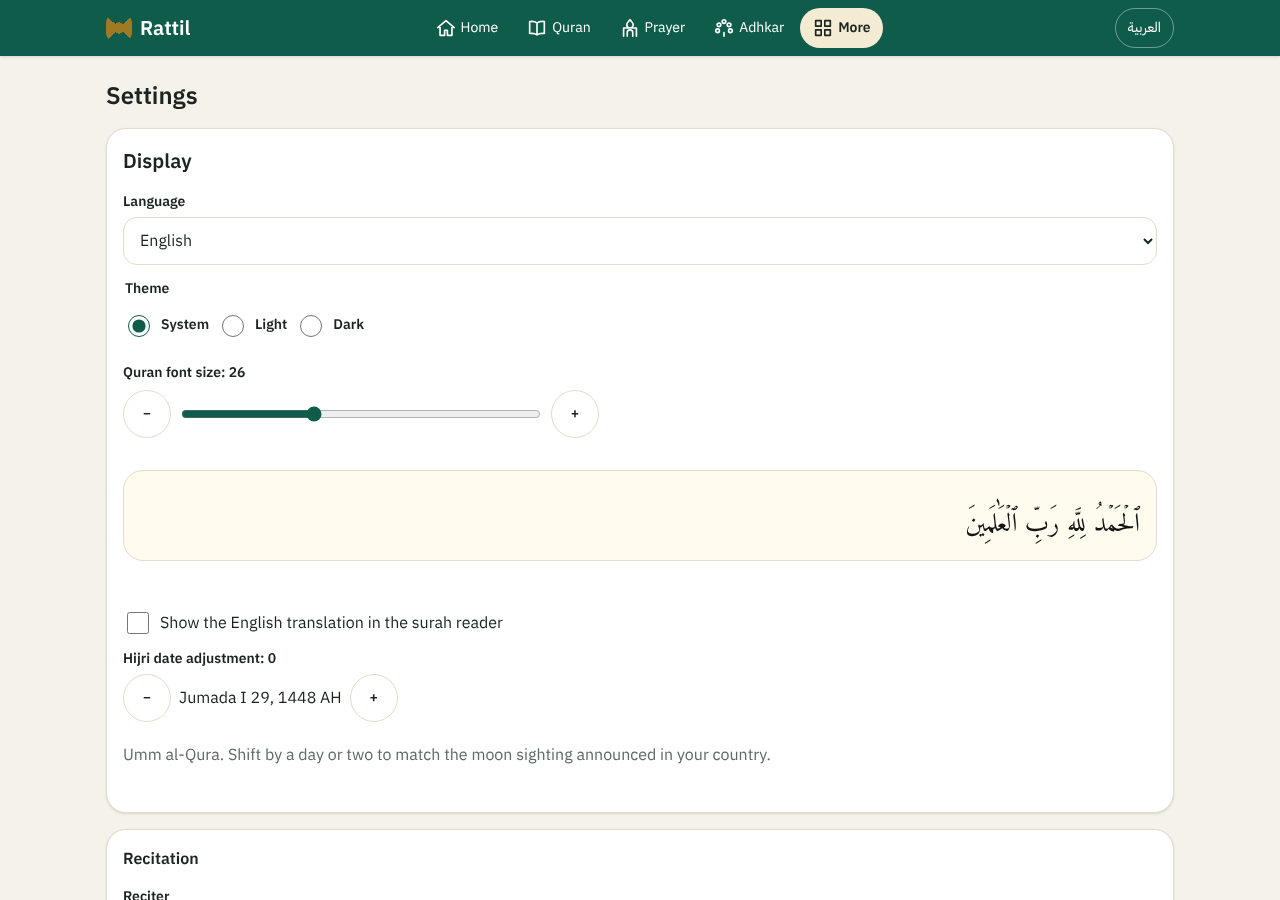 Rattil
Home
Quran
Prayer
Adhkar
More
العربية
Settings
Display
Language
English
Theme
System
Light
Dark
Quran font size: 26
−
+
ٱلْحَمْدُ لِلَّهِ رَبِّ ٱلْعَٰلَمِينَ
Show the English translation in the surah reader
Hijri date adjustment: 0
−
Jumada I 29, 1448 AH
+
Umm al-Qura. Shift by a day or two to match the moon sighting announced in your country.
Recitation
Reciter